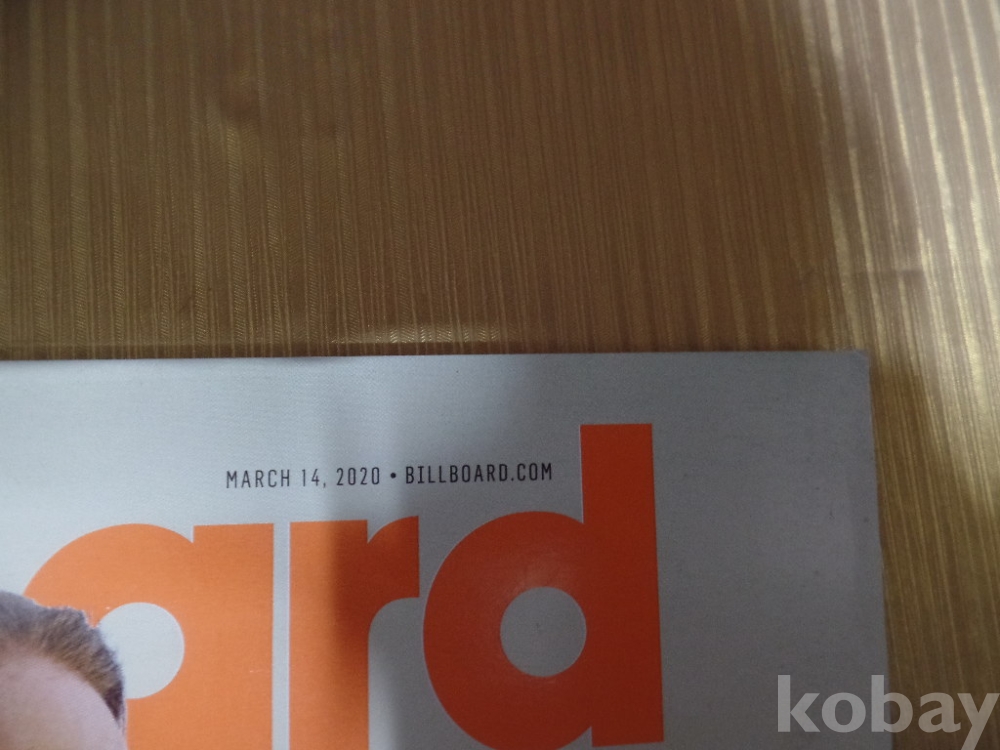 MARCH 14, 2020 • BILLBOARD.COM
ard
kobay